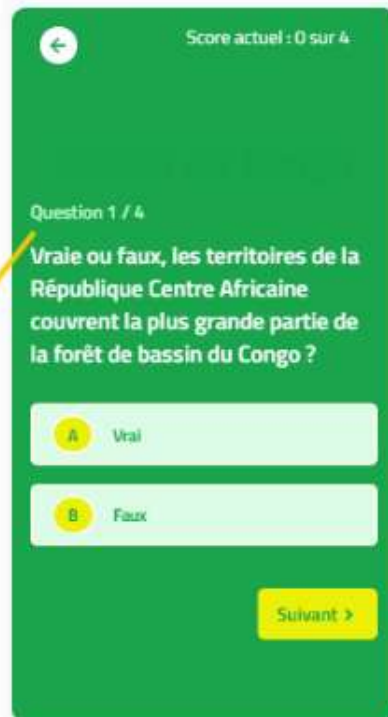 Score actuel : 0 sur 4
Question 1 / 4
Vraie ou faux, les territoires de la
République Centre Africaine
couvrent la plus grande partie de
la forêt de bassin du Congo ?
A Vrai
B Faux
Suivant >